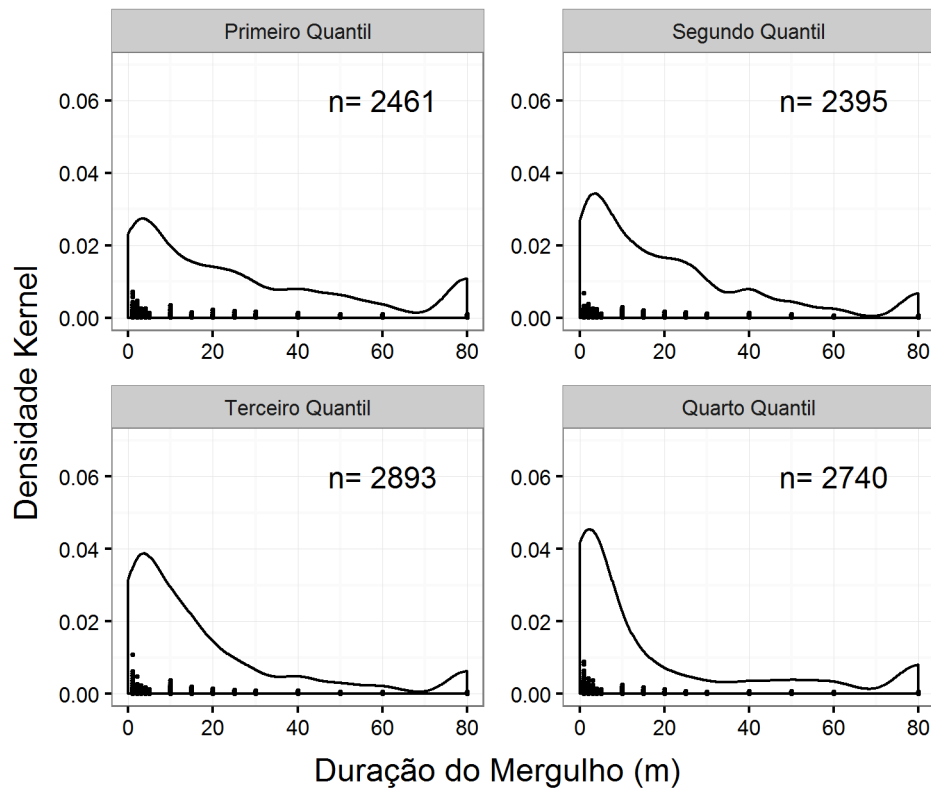 Primeiro Quantil
Segundo Quantil
n= 2461
n= 2395
0.06
0.04
0.02
0.00
0.06
0.04
0.02
0.00
0 20 40 60 80
0 20 40 60 80
Terceiro Quantil
Quarto Quantil
n= 2893
n= 2740
0.06
0.04
0.02
0.00
0.06
0.04
0.02
0.00
0 20 40 60 80
0 20 40 60 80
Densidade Kernel
Duração do Mergulho (m)